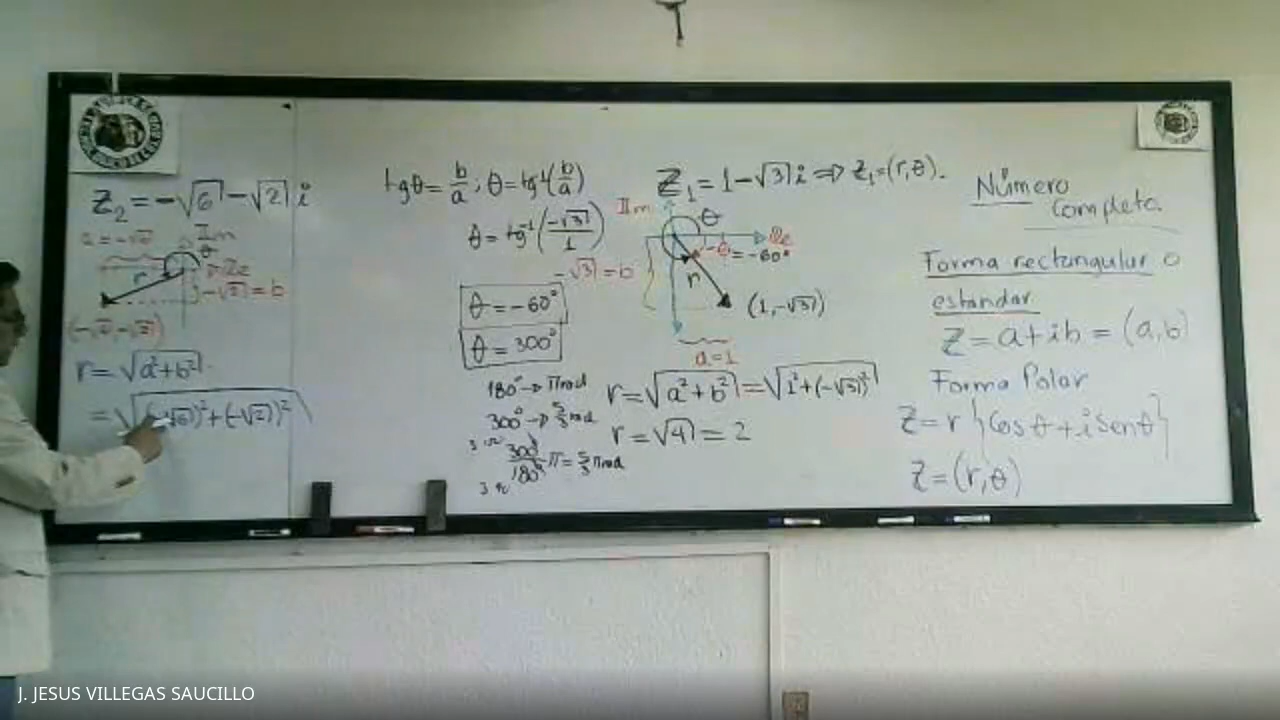 Z₂ = -√6 - √2 i
a = -√6
Im
θ
Re
r
-√2 = b
(-√6, -√2)
r = √(a² + b²)
= √((-√6)² + (-√2)²)
tgθ = b/a ; θ = tg⁻¹(b/a)
θ = tg⁻¹(-√3/1)
θ = -60°
θ = 300°
180° → π rad
300° → 5/3 rad
300°/180° π = 5/3 π rad
Z₁ = 1 - √3 i ⇒ Z₁ = (r, θ).
Im
θ
Re
-θ = -60°
-√3 = b
r
(1, -√3)
a = 1
r = √(a² + b²) = √(1² + (-√3)²)
r = √4 = 2
Número
Complejo.
Forma rectangular o
estandar
Z = a + ib = (a, b)
Forma Polar
Z = r {Cos θ + i Sen θ}
Z = (r, θ)
J. JESUS VILLEGAS SAUCILLO